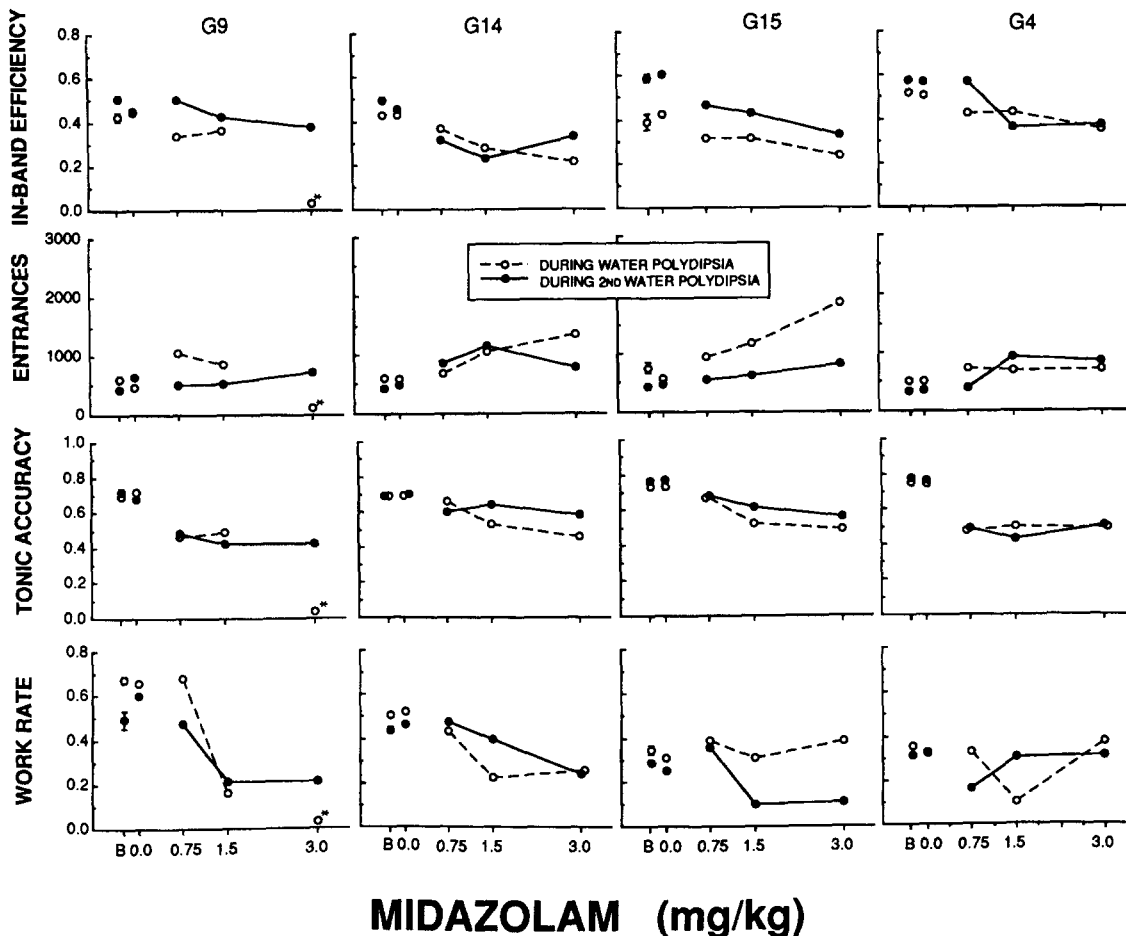 G9 G14 G15 G4
IN-BAND EFFICIENCY
0.8
0.6
0.4
0.2
0.0
*
ENTRANCES
3000
2000
1000
0
*
DURING WATER POLYDIPSIA
DURING 2ND WATER POLYDIPSIA
TONIC ACCURACY
1.0
0.8
0.6
0.4
0.2
0.0
*
WORK RATE
0.8
0.6
0.4
0.2
0.0
*
B 0.0 0.75 1.5 3.0 B 0.0 0.75 1.5 3.0 B 0.0 0.75 1.5 3.0 B 0.0 0.75 1.5 3.0
MIDAZOLAM (mg/kg)